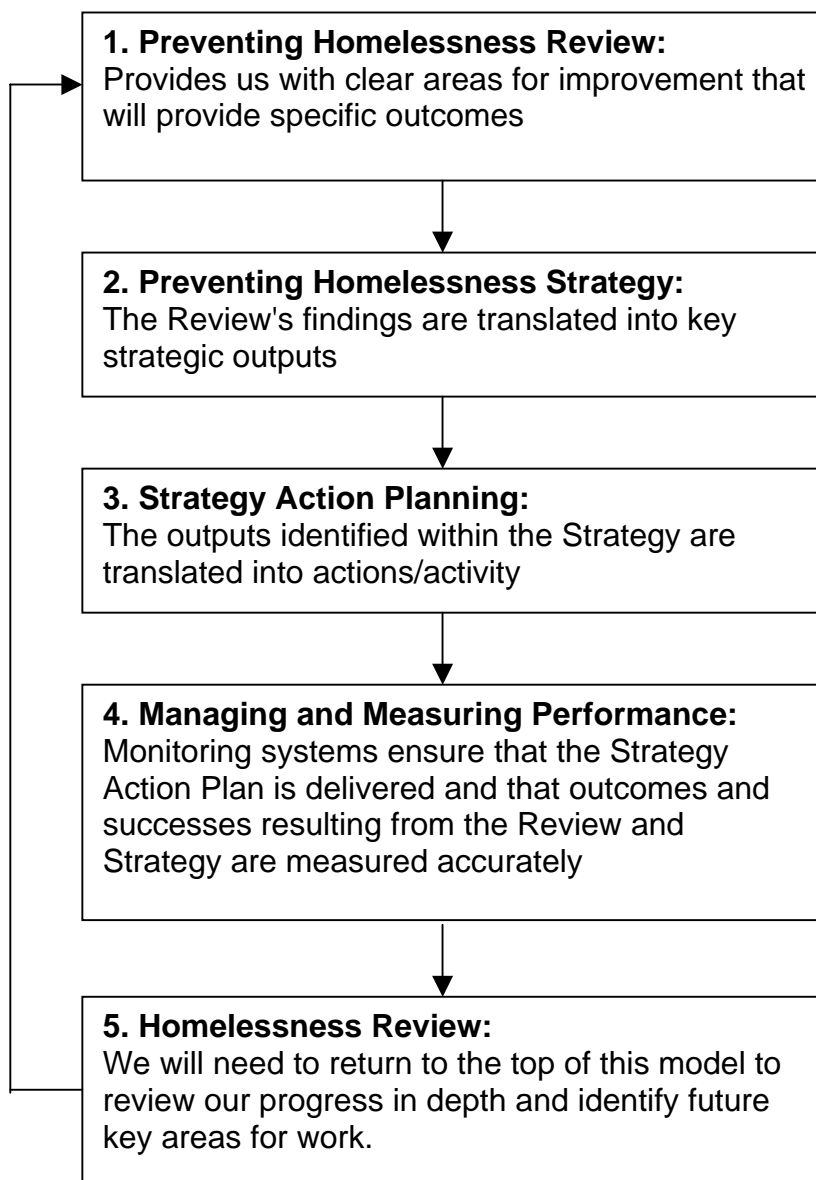 1. Preventing Homelessness Review:
Provides us with clear areas for improvement that
will provide specific outcomes
2. Preventing Homelessness Strategy:
The Review's findings are translated into key
strategic outputs
3. Strategy Action Planning:
The outputs identified within the Strategy are
translated into actions/activity
4. Managing and Measuring Performance:
Monitoring systems ensure that the Strategy
Action Plan is delivered and that outcomes and
successes resulting from the Review and
Strategy are measured accurately
5. Homelessness Review:
We will need to return to the top of this model to
review our progress in depth and identify future
key areas for work.